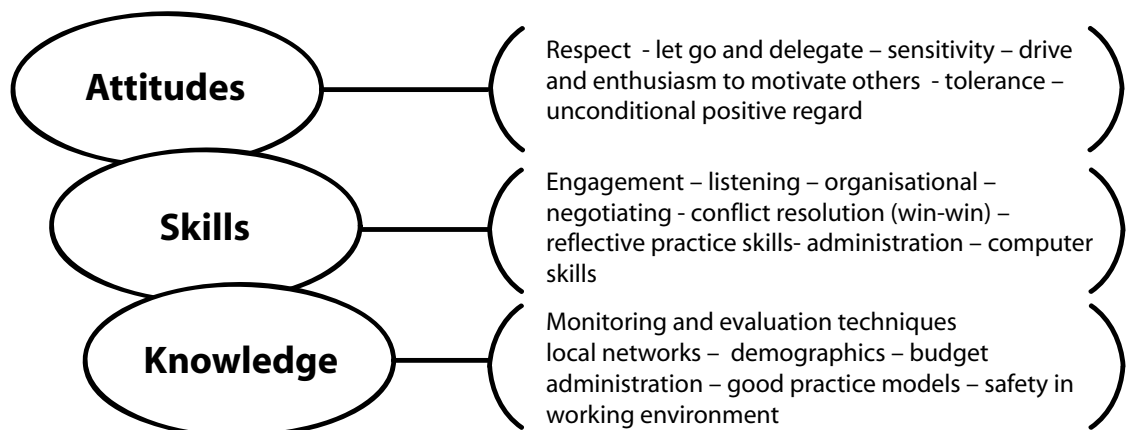 Attitudes
Respect  - let go and delegate – sensitivity – drive
and enthusiasm to motivate others  - tolerance –
unconditional positive regard
Skills
Engagement – listening – organisational –
negotiating - conflict resolution (win-win) –
reflective practice skills- administration – computer
skills
Knowledge
Monitoring and evaluation techniques
local networks –  demographics – budget
administration – good practice models – safety in
working environment